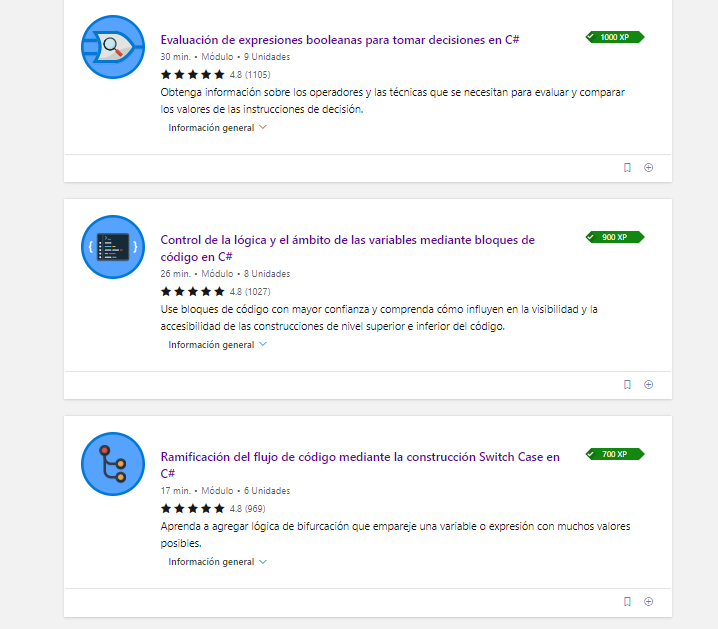 Evaluación de expresiones booleanas para tomar decisiones en C#
1000 XP
30 min. • Módulo • 9 Unidades
4.8 (1105)
Obtenga información sobre los operadores y las técnicas que se necesitan para evaluar y comparar
los valores de las instrucciones de decisión.
Información general
Control de la lógica y el ámbito de las variables mediante bloques de
código en C#
900 XP
26 min. • Módulo • 8 Unidades
4.8 (1027)
Use bloques de código con mayor confianza y comprenda cómo influyen en la visibilidad y la
accesibilidad de las construcciones de nivel superior e inferior del código.
Información general
Ramificación del flujo de código mediante la construcción Switch Case en
C#
700 XP
17 min. • Módulo • 6 Unidades
4.8 (969)
Aprenda a agregar lógica de bifurcación que empareje una variable o expresión con muchos valores
posibles.
Información general